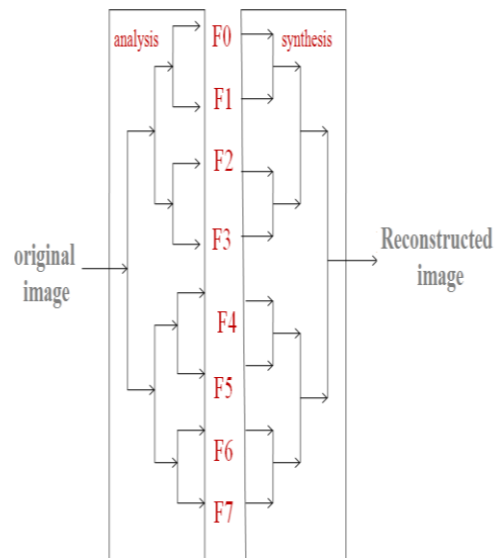 analysis
F0
synthesis
F1
F2
F3
original
image
Reconstructed
image
F4
F5
F6
F7